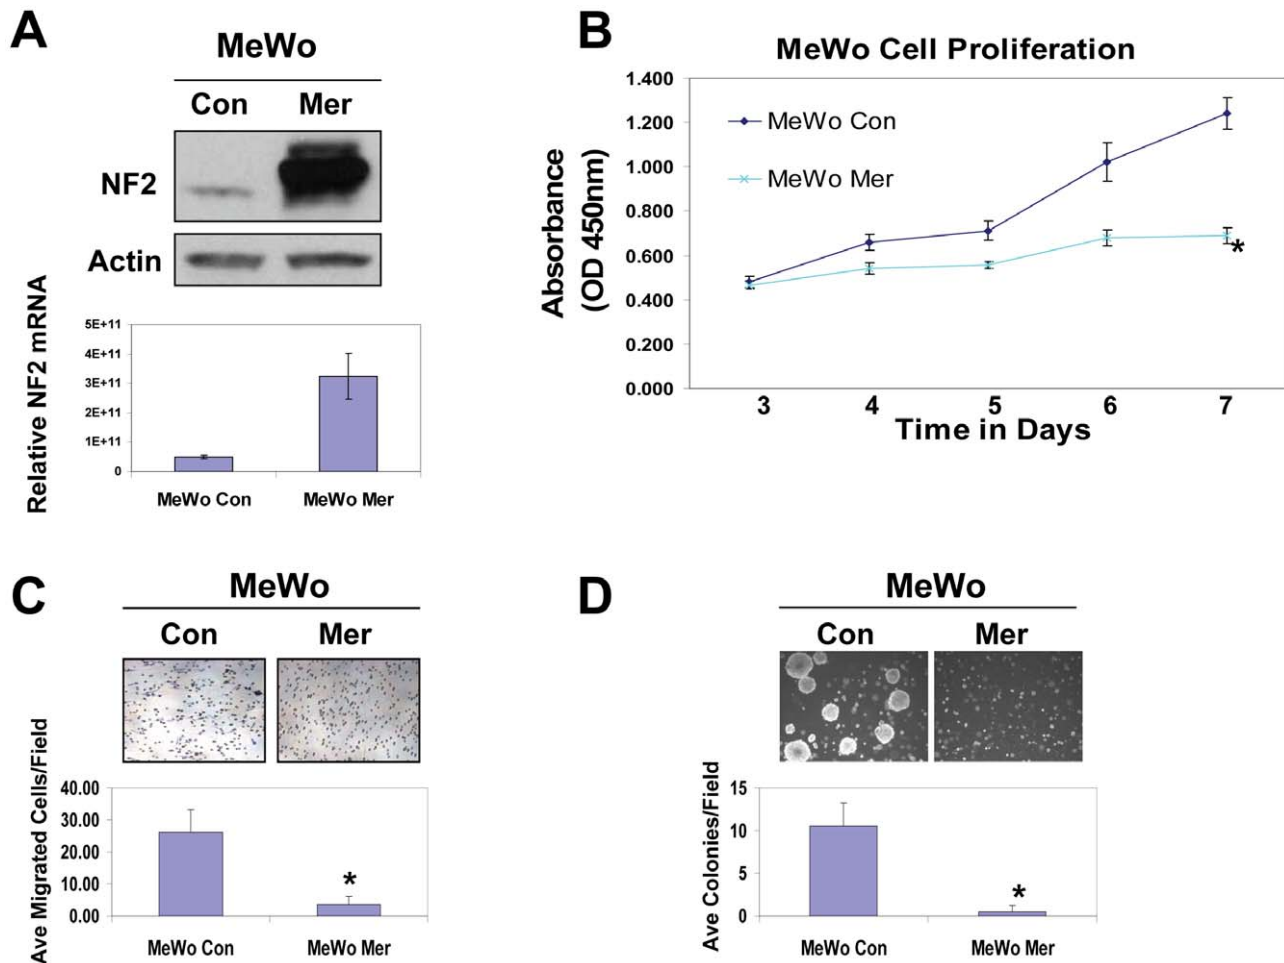 A
MeWo
Con Mer
NF2
Actin
Relative NF2 mRNA
5E+11
4E+11
3E+11
2E+11
1E+11
0
MeWo Con MeWo Mer
B
MeWo Cell Proliferation
Absorbance
(OD 450nm)
1.400
1.200
1.000
0.800
0.600
0.400
0.200
0.000
MeWo Con
MeWo Mer
*
3 4 5 6 7
Time in Days
C
MeWo
Con Mer
Ave Migrated Cells/Field
40.00
30.00
20.00
10.00
0.00
*
MeWo Con MeWo Mer
D
MeWo
Con Mer
Ave Colonies/Field
15
10
5
0
*
MeWo Con MeWo Mer